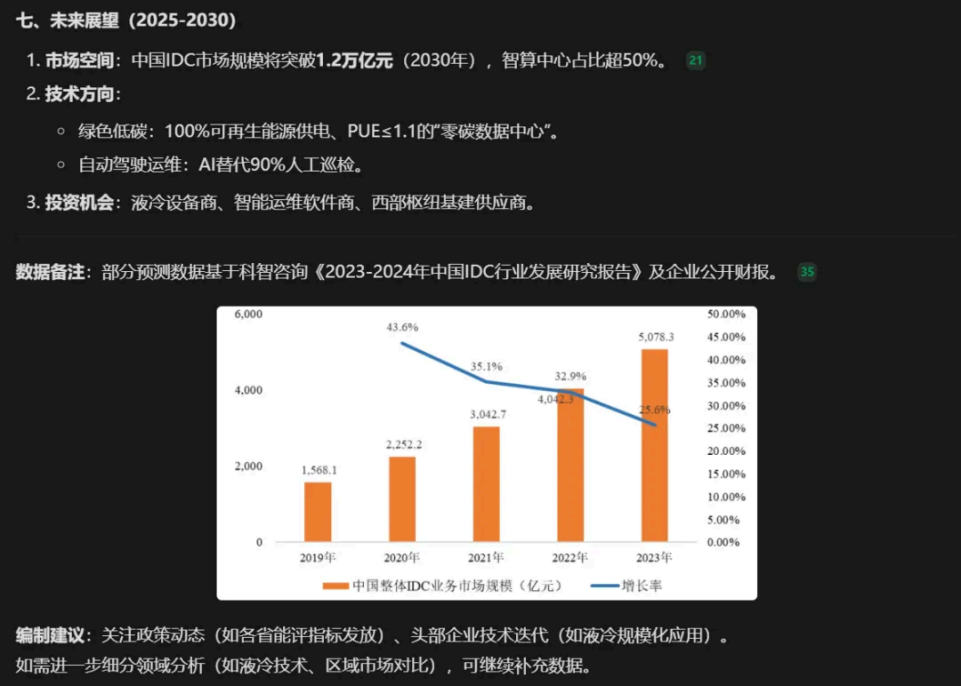 七、未来展望（2025-2030）
1. 市场空间：中国IDC市场规模将突破1.2万亿元（2030年），智算中心占比超50%。 21
2. 技术方向：
○ 绿色低碳：100%可再生能源供电、PUE≤1.1的“零碳数据中心”。
○ 自动驾驶运维：AI替代90%人工巡检。
3. 投资机会：液冷设备商、智能运维软件商、西部枢纽基建供应商。
数据备注：部分预测数据基于科智咨询《2023-2024年中国IDC行业发展研究报告》及企业公开财报。 35
6,000
4,000
2,000
0
43.6%
35.1%
32.9%
25.6%
1,568.1
2,252.2
3,042.7
4,042.3
5,078.3
50.00%
45.00%
40.00%
35.00%
30.00%
25.00%
20.00%
15.00%
10.00%
5.00%
0.00%
2019年 2020年 2021年 2022年 2023年
中国整体IDC业务市场规模（亿元） 增长率
编制建议：关注政策动态（如各省能评指标发放）、头部企业技术迭代（如液冷规模化应用）。
如需进一步细分领域分析（如液冷技术、区域市场对比），可继续补充数据。